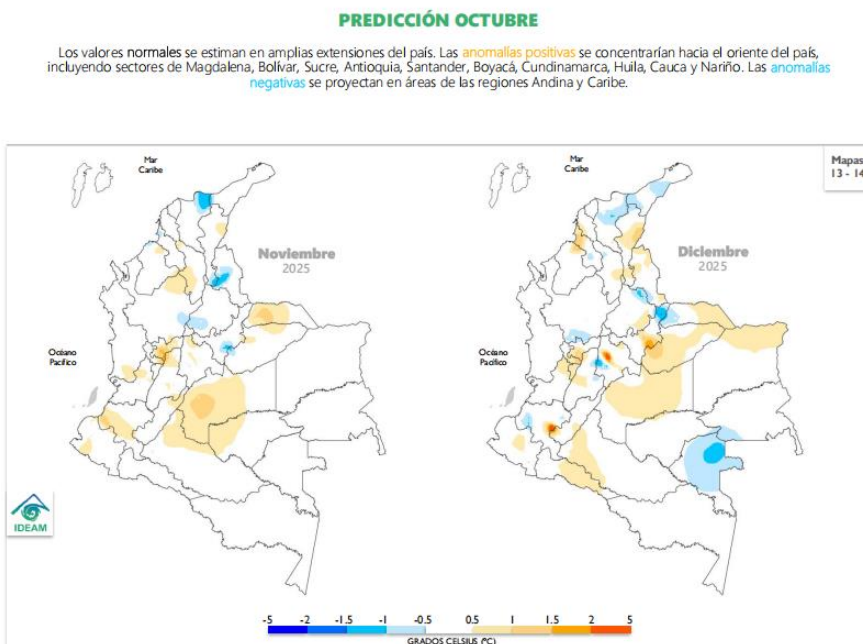 PREDICCIÓN OCTUBRE
Los valores normales se estiman en amplias extensiones del país. Las anomalías positivas se concentrarían hacia el oriente del país,
incluyendo sectores de Magdalena, Bolívar, Sucre, Antioquia, Santander, Boyacá, Cundinamarca, Huila, Cauca y Nariño. Las anomalías
negativas se proyectan en áreas de las regiones Andina y Caribe.
Mapas
13 - 14
Mar
Caribe
Noviembre
2025
Océano
Pacífico
IDEAM
Mar
Caribe
Diciembre
2025
Océano
Pacífico
-5 -2 -1.5 -1 -0.5 0.5 1 1.5 2 5
GRADOS CELSIUS (°C)